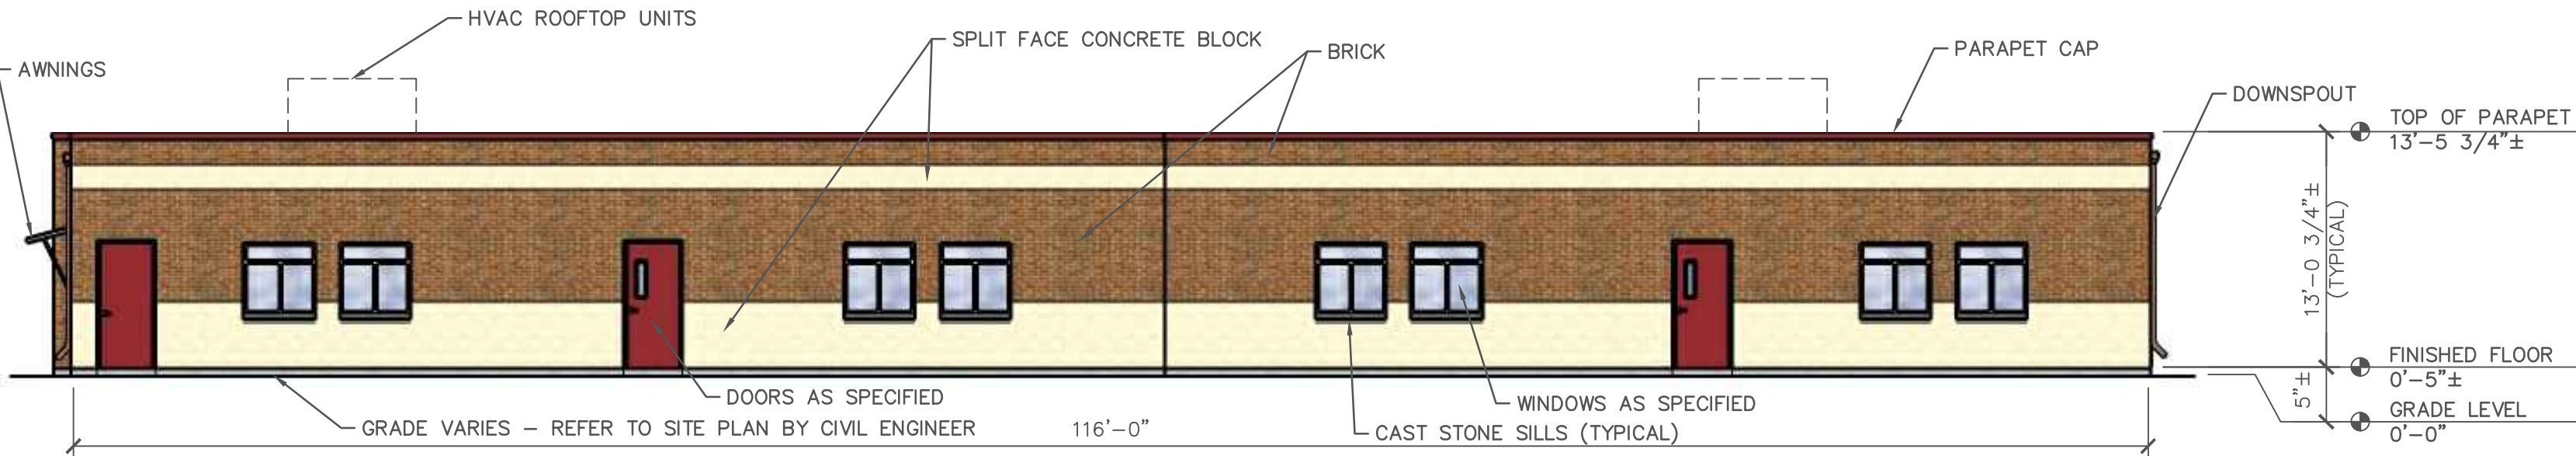 HVAC ROOFTOP UNITS
SPLIT FACE CONCRETE BLOCK
BRICK
PARAPET CAP
AWNINGS
DOWNSPOUT
TOP OF PARAPET
13'-5 3/4"±
13'-0 3/4"±
(TYPICAL)
FINISHED FLOOR
0'-5"±
5"±
GRADE LEVEL
0'-0"
DOORS AS SPECIFIED
WINDOWS AS SPECIFIED
GRADE VARIES - REFER TO SITE PLAN BY CIVIL ENGINEER
116'-0"
CAST STONE SILLS (TYPICAL)